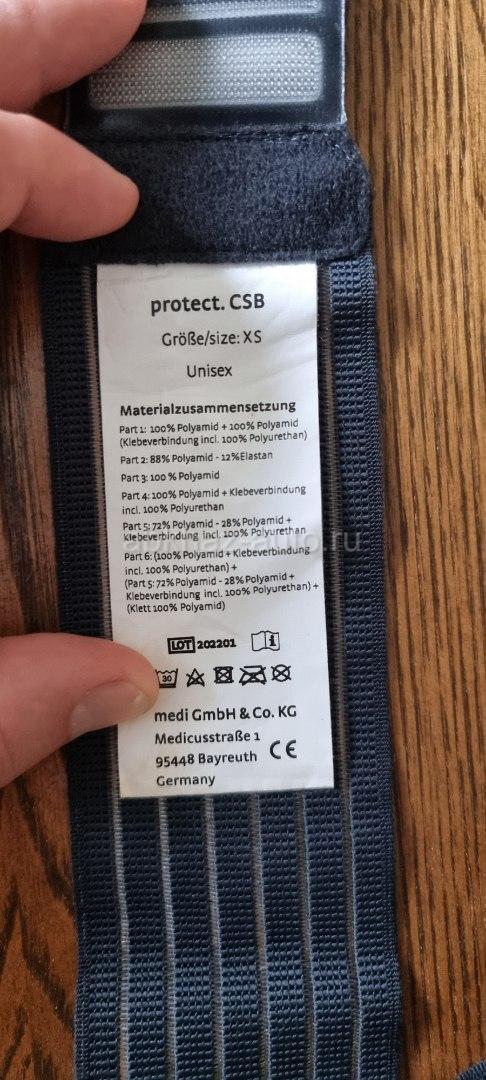 protect. CSB
Größe/size: XS
Unisex
Materialzusammensetzung
Part 1: 100% Polyamid + 100% Polyamid
(Klebeverbindung incl. 100% Polyurethan)
Part 2: 88% Polyamid - 12%Elastan
Part 3: 100% Polyamid
Part 4: 100% Polyamid + Klebeverbindung
incl. 100% Polyurethan
Part 5: 72% Polyamid - 28% Polyamid +
Klebeverbindung incl. 100% Polyurethan
Part 6: (100% Polyamid + Klebeverbindung
incl. 100% Polyurethan) +
(Part 5: 72% Polyamid - 28% Polyamid +
Klebeverbindung incl. 100% Polyurethan) +
(Klett 100% Polyamid)
LOT 202201
30
medi GmbH & Co. KG
Medicusstraße 1
95448 Bayreuth CE
Germany